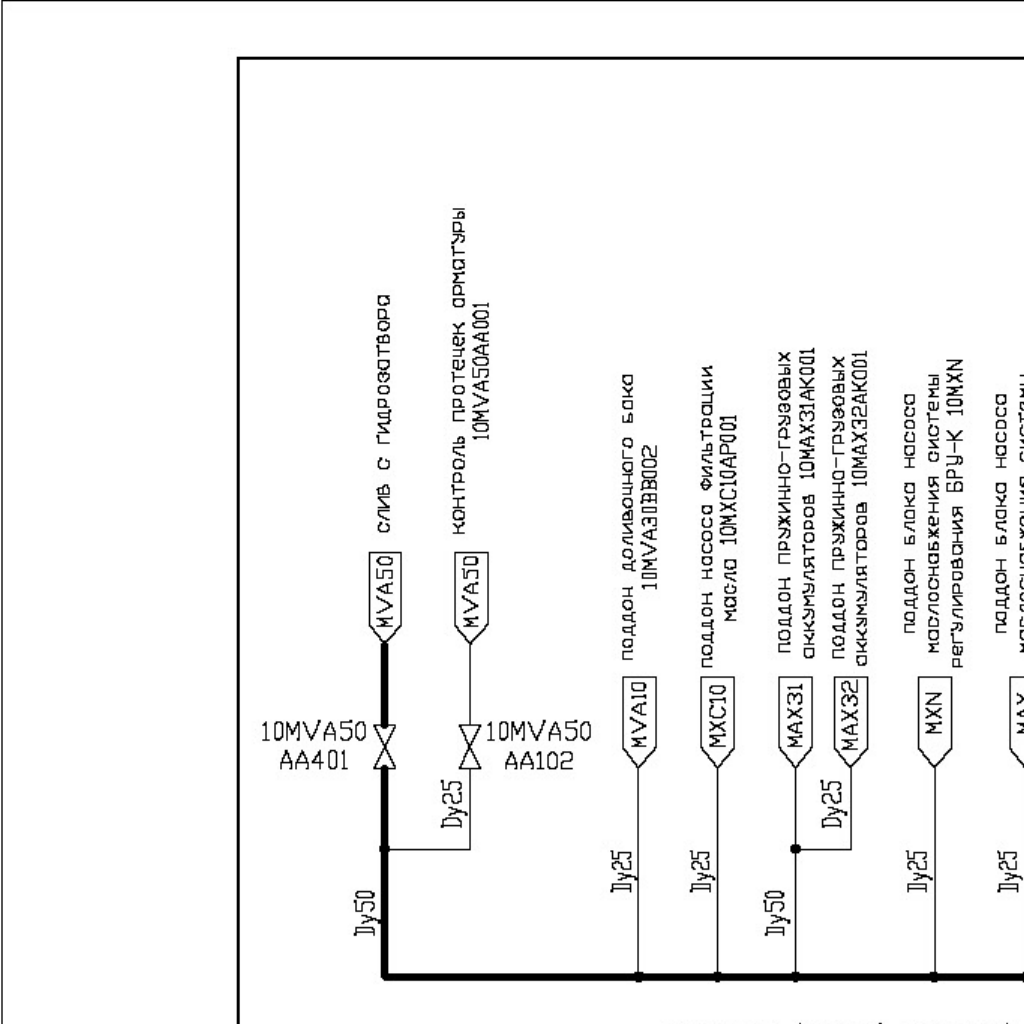 слив с гидрозатвора
контроль протечек арматуры
10MVA50AA001
поддон доливочного бака
10MVA30BB002
поддон насоса фильтрации
масла 10MXC10AP001
поддон пружинно-грузовых
аккумуляторов 10MAX31AK001
поддон пружинно-грузовых
аккумуляторов 10MAX32AK001
поддон блока насоса
маслоснабжения системы
регулирования БРУ-К 10MXN
поддон блока насоса
маслоснабжения системы
MVA50
MVA50
MVA10
MXC10
MAX31
MAX32
MXN
MAX
10MVA50
AA401
10MVA50
AA102
Dy25
Dy25
Dy25
Dy25
Dy25
Dy25
Dy50
Dy50